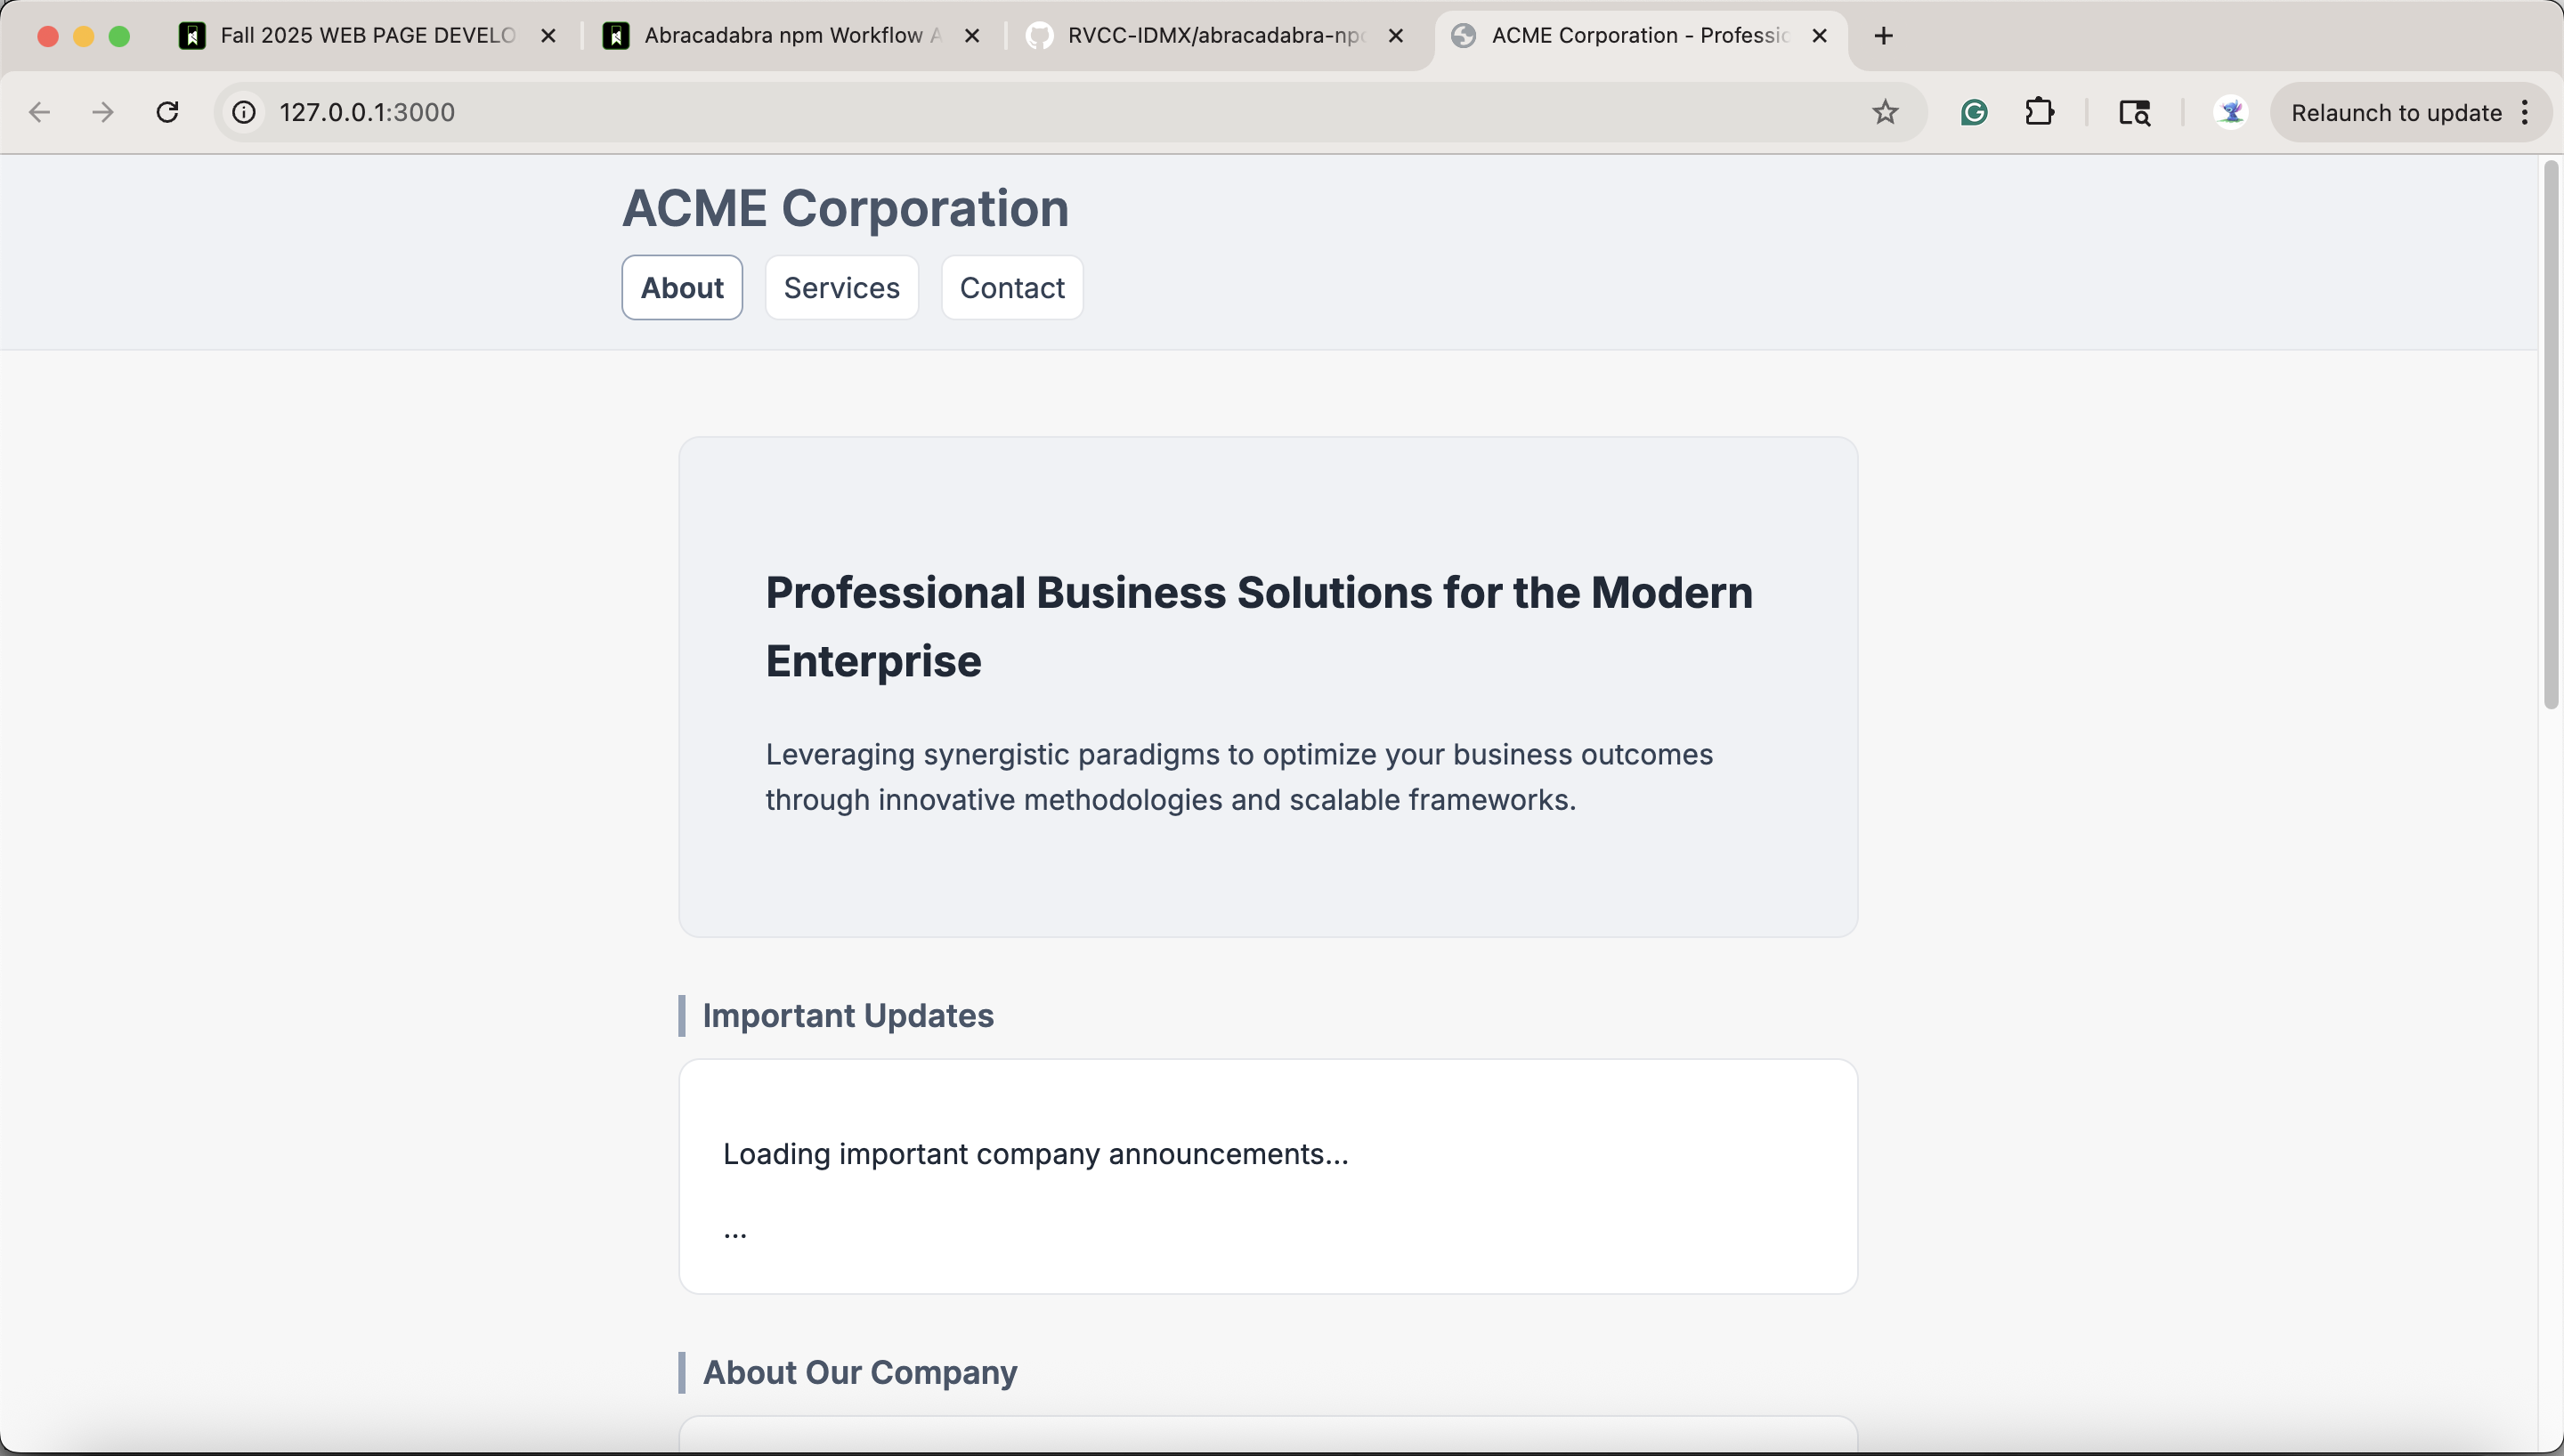 Fall 2025 WEB PAGE DEVELO
Abracadabra npm Workflow A
RVCC-IDMX/abracadabra-npm
ACME Corporation - Professio
127.0.0.1:3000
Relaunch to update
ACME Corporation
About
Services
Contact
Professional Business Solutions for the Modern
Enterprise
Leveraging synergistic paradigms to optimize your business outcomes
through innovative methodologies and scalable frameworks.
Important Updates
Loading important company announcements...
...
About Our Company